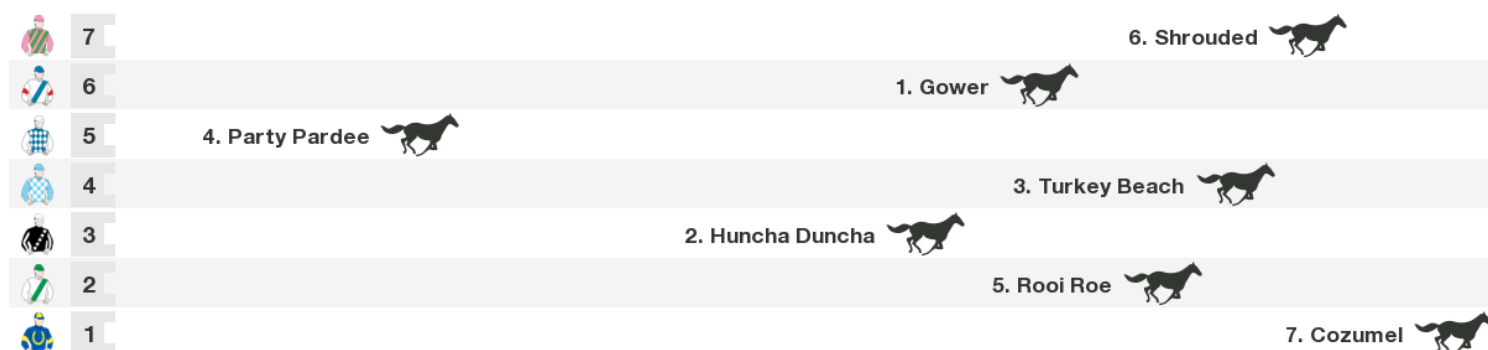 7 6. Shrouded
6 1. Gower
5 4. Party Pardee
4 3. Turkey Beach
3 2. Huncha Duncha
2 5. Rooi Roe
1 7. Cozumel